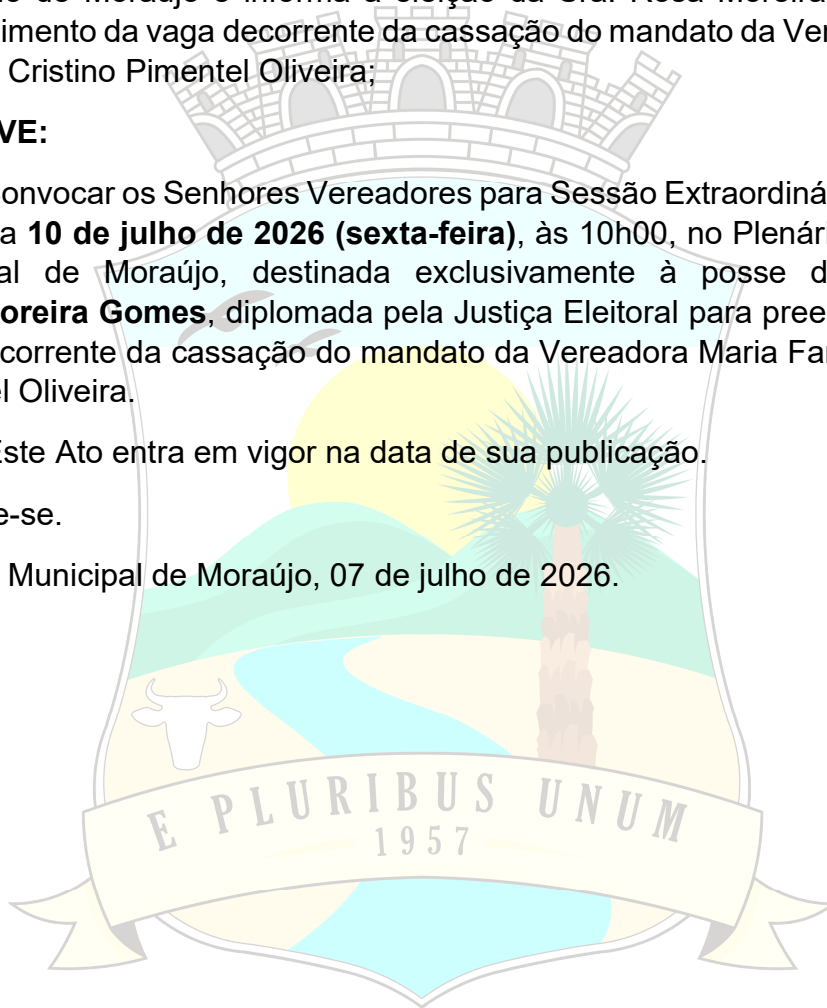 de Moraújo e informa a eleição da Sra. Rosa Moreira
imento da vaga decorrente da cassação do mandato da Ver
Cristino Pimentel Oliveira;
VE:
onvocar os Senhores Vereadores para Sessão Extraordiná
a 10 de julho de 2026 (sexta-feira), às 10h00, no Plenári
al de Moraújo, destinada exclusivamente à posse d
oreira Gomes, diplomada pela Justiça Eleitoral para pree
corrente da cassação do mandato da Vereadora Maria Far
l Oliveira.
Este Ato entra em vigor na data de sua publicação.
e-se.
Municipal de Moraújo, 07 de julho de 2026.
E PLURIBUS UNUM
1957